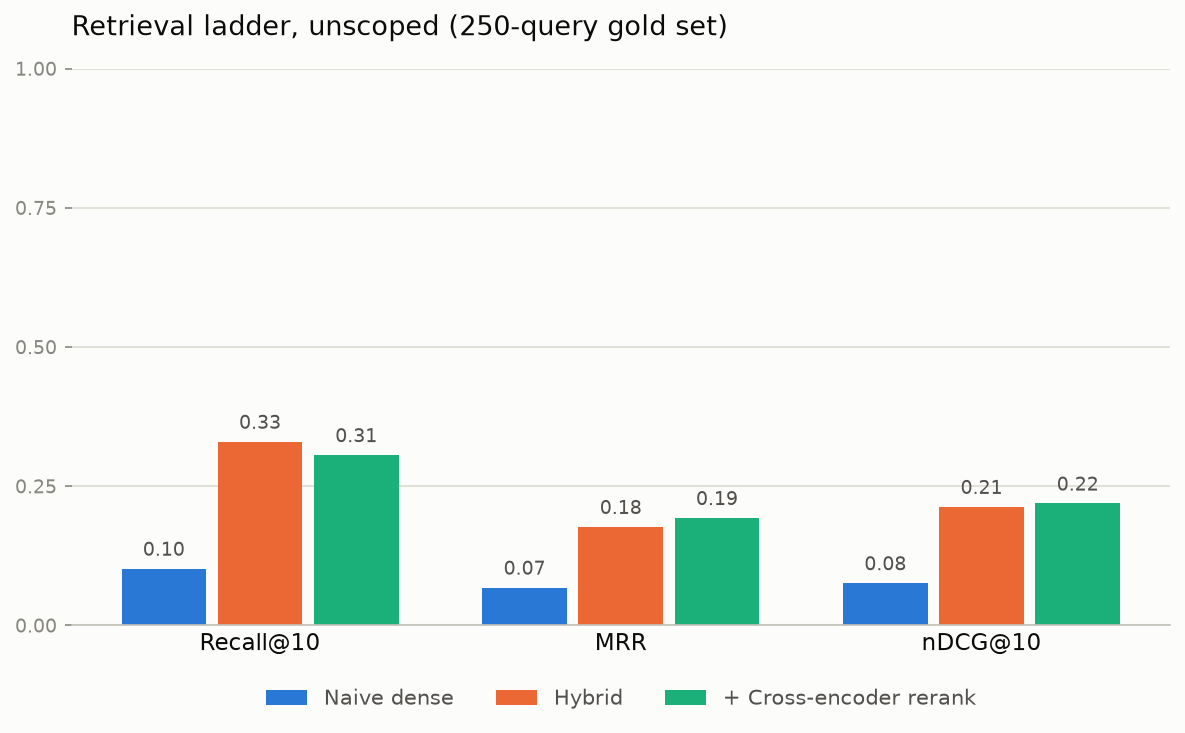 Retrieval ladder, unscoped (250-query gold set)
1.00
0.75
0.50
0.25
0.00
0.10
0.33
0.31
0.07
0.18
0.19
0.08
0.21
0.22
Recall@10
MRR
nDCG@10
Naive dense
Hybrid
+ Cross-encoder rerank